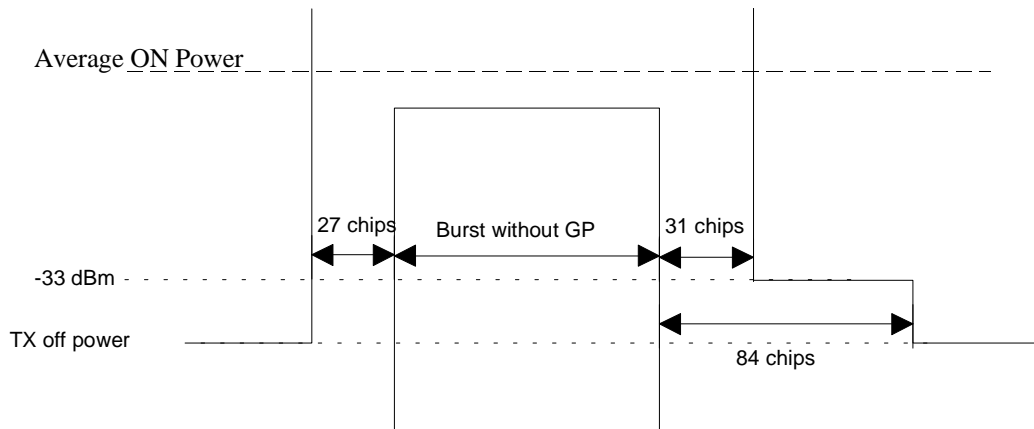 Average ON Power
27 chips
Burst without GP
31 chips
-33 dBm
TX off power
84 chips